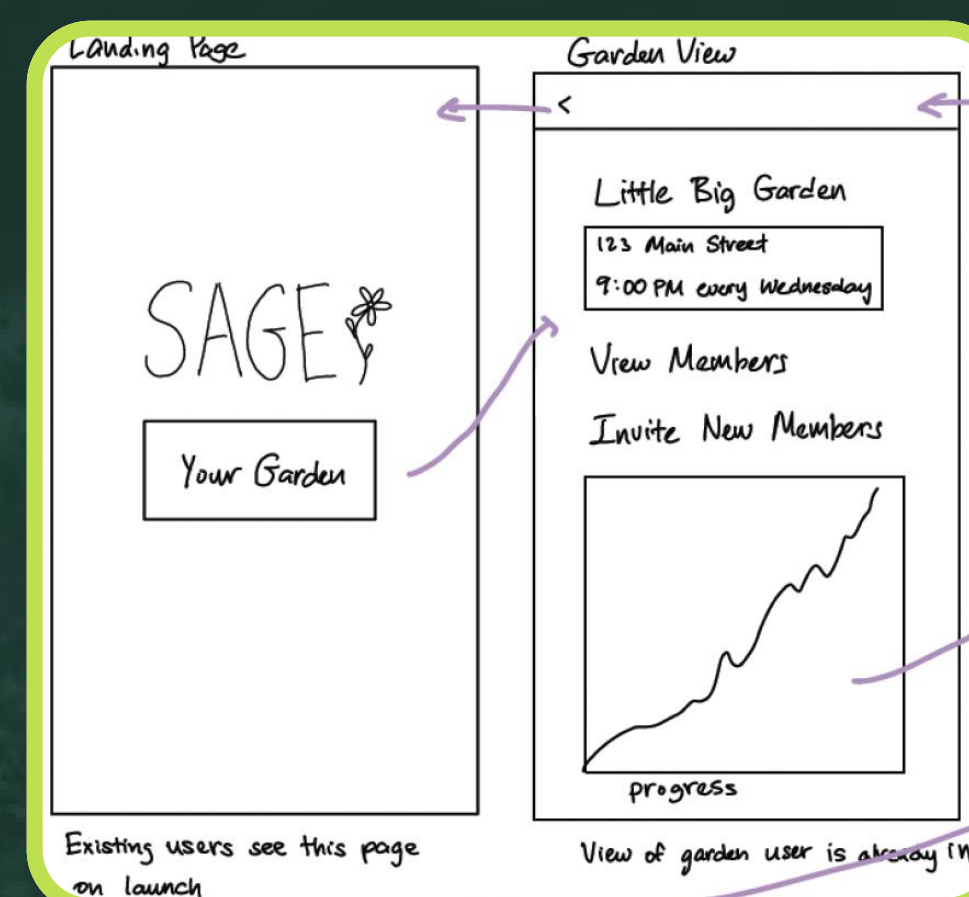 Landing Page
SAGE
Your Garden
Existing users see this page
on launch
Garden View
<
Little Big Garden
123 Main Street
9:00 PM every Wednesday
View Members
Invite New Members
progress
View of garden user is already in